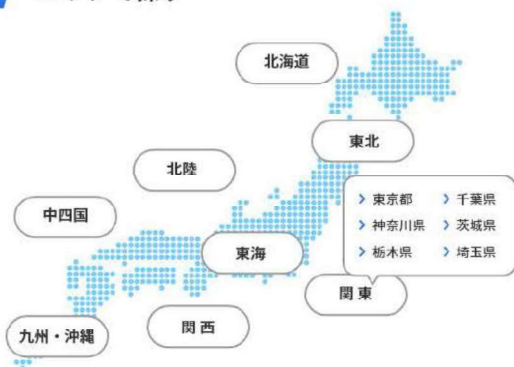 北海道
東北
北陸
> 東京都 > 千葉県
> 神奈川県 > 茨城県
> 栃木県 > 埼玉県
中四国
東海
関東
関西
九州・沖縄